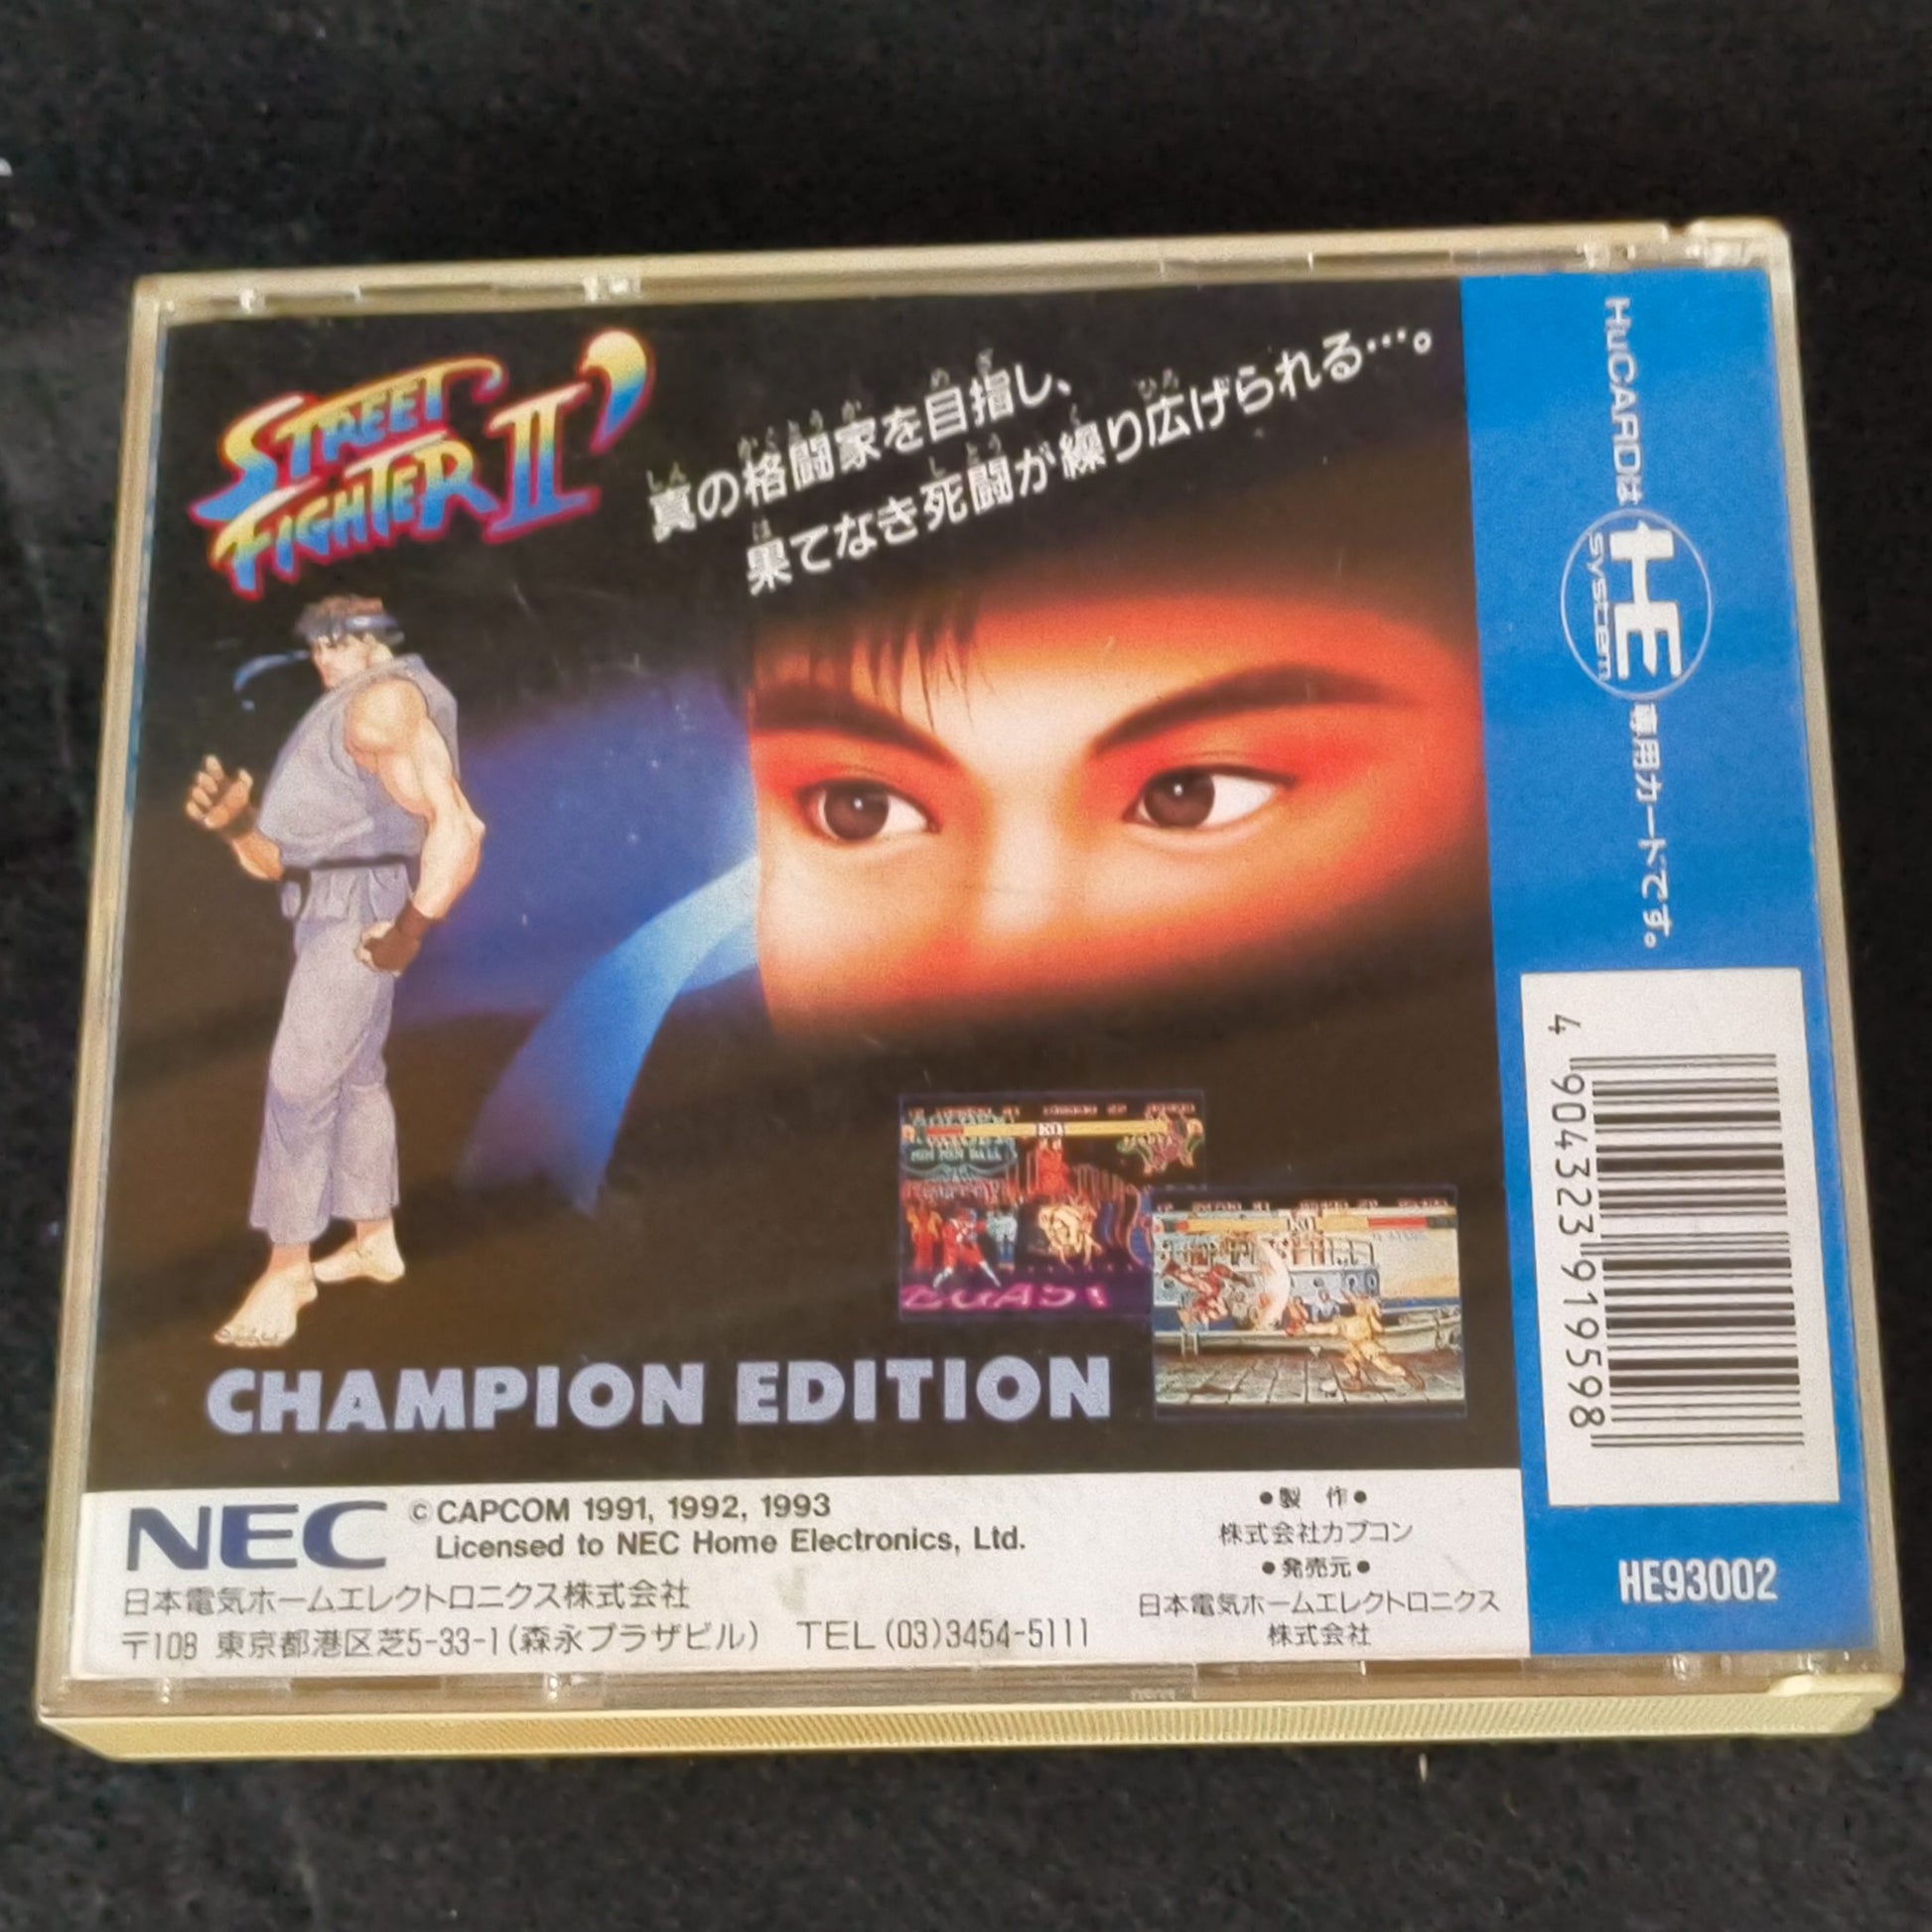 STREET
FIGHTER II'
真の格闘家を目指し、
果てなき死闘が繰り広げられる…。
HuCARDは
HE
system
専用カードです。
4 904323 919598
HE93002
CHAMPION EDITION
NEC
©CAPCOM 1991, 1992, 1993
Licensed to NEC Home Electronics, Ltd.
日本電気ホームエレクトロニクス株式会社
〒108 東京都港区芝5-33-1(森永プラザビル) TEL(03)3454-5111
●製 作●
株式会社カプコン
●発売元●
日本電気ホームエレクトロニクス
株式会社